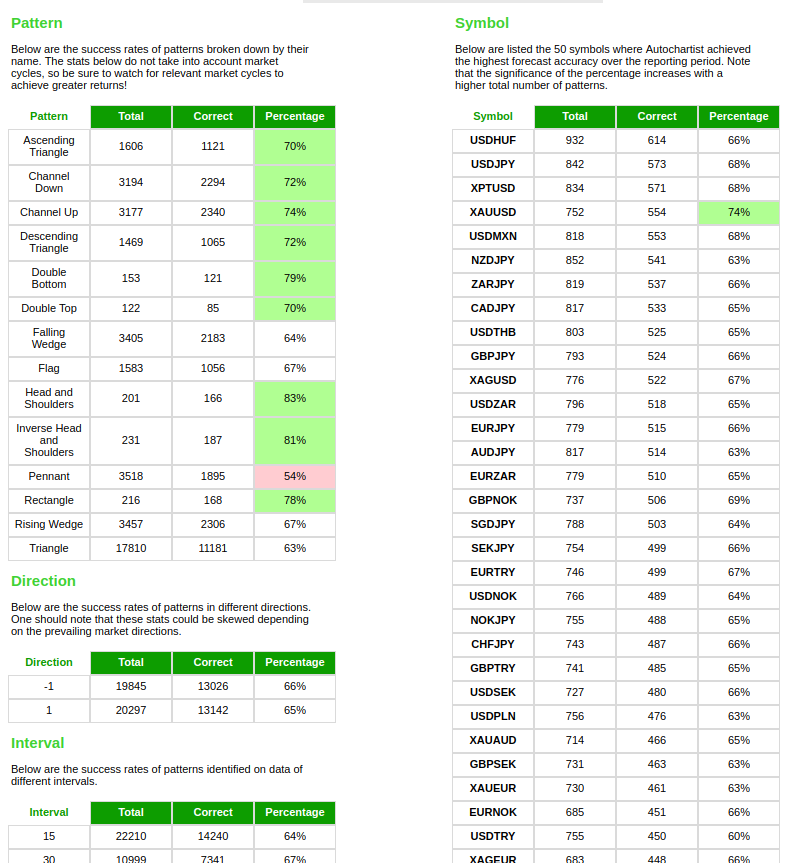 Pattern
Below are the success rates of patterns broken down by their
name. The stats below do not take into account market
cycles, so be sure to watch for relevant market cycles to
achieve greater returns!
Pattern Total Correct Percentage
Ascending
Triangle 1606 1121 70%
Channel
Down 3194 2294 72%
Channel Up 3177 2340 74%
Descending
Triangle 1469 1065 72%
Double
Bottom 153 121 79%
Double Top 122 85 70%
Falling
Wedge 3405 2183 64%
Flag 1583 1056 67%
Head and
Shoulders 201 166 83%
Inverse Head
and
Shoulders 231 187 81%
Pennant 3518 1895 54%
Rectangle 216 168 78%
Rising Wedge 3457 2306 67%
Triangle 17810 11181 63%
Direction
Below are the success rates of patterns in different directions.
One should note that these stats could be skewed depending
on the prevailing market directions.
Direction Total Correct Percentage
-1 19845 13026 66%
1 20297 13142 65%
Interval
Below are the success rates of patterns identified on data of
different intervals.
Interval Total Correct Percentage
15 22210 14240 64%
30 10999 7341 67%
Symbol
Below are listed the 50 symbols where Autochartist achieved
the highest forecast accuracy over the reporting period. Note
that the significance of the percentage increases with a
higher total number of patterns.
Symbol Total Correct Percentage
USDHUF 932 614 66%
USDJPY 842 573 68%
XPTUSD 834 571 68%
XAUUSD 752 554 74%
USDMXN 818 553 68%
NZDJPY 852 541 63%
ZARJPY 819 537 66%
CADJPY 817 533 65%
USDTHB 803 525 65%
GBPJPY 793 524 66%
XAGUSD 776 522 67%
USDZAR 796 518 65%
EURJPY 779 515 66%
AUDJPY 817 514 63%
EURZAR 779 510 65%
GBPNOK 737 506 69%
SGDJPY 788 503 64%
SEKJPY 754 499 66%
EURTRY 746 499 67%
USDNOK 766 489 64%
NOKJPY 755 488 65%
CHFJPY 743 487 66%
GBPTRY 741 485 65%
USDSEK 727 480 66%
USDPLN 756 476 63%
XAUAUD 714 466 65%
GBPSEK 731 463 63%
XAUEUR 730 461 63%
EURNOK 685 451 66%
USDTRY 755 450 60%
XAGEUR 683 448 66%